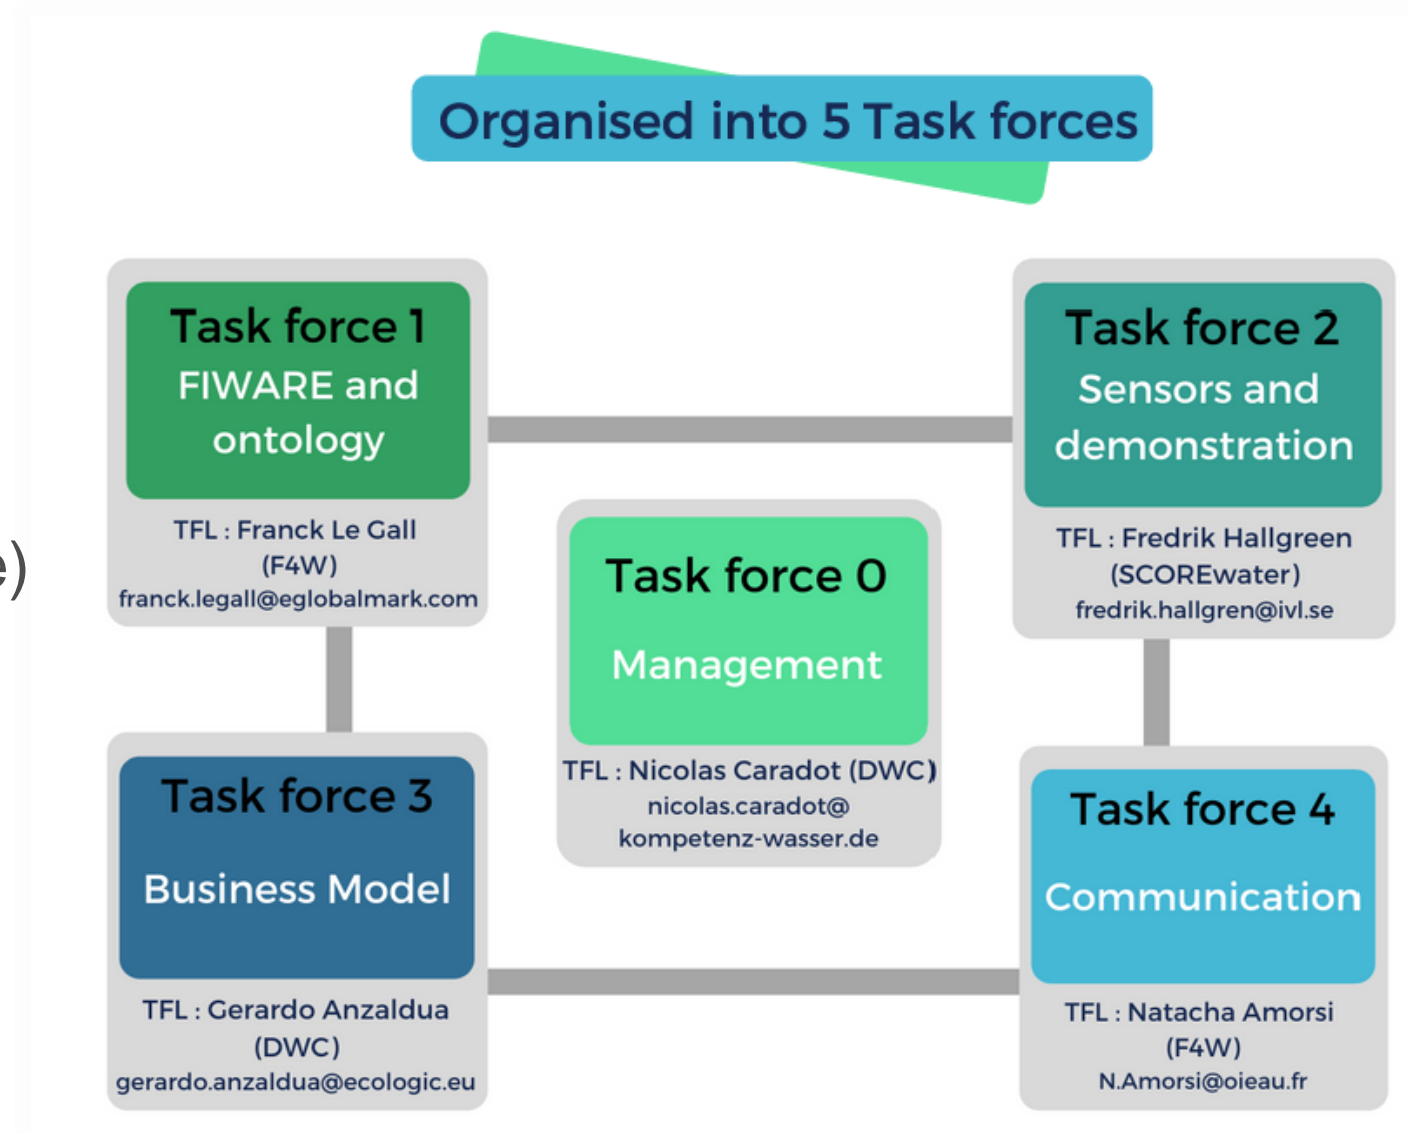 Organised into 5 Task forces
Task force 1
FIWARE and
ontology
TFL : Franck Le Gall
(F4W)
franck.legall@eglobalmark.com
Task force 2
Sensors and
demonstration
TFL : Fredrik Hallgreen
(SCOREwater)
fredrik.hallgren@ivl.se
e)
Task force 0
Management
TFL : Nicolas Caradot (DWC)
nicolas.caradot@
kompetenz-wasser.de
Task force 3
Business Model
TFL : Gerardo Anzaldua
(DWC)
gerardo.anzaldua@ecologic.eu
Task force 4
Communication
TFL : Natacha Amorsi
(F4W)
N.Amorsi@oieau.fr